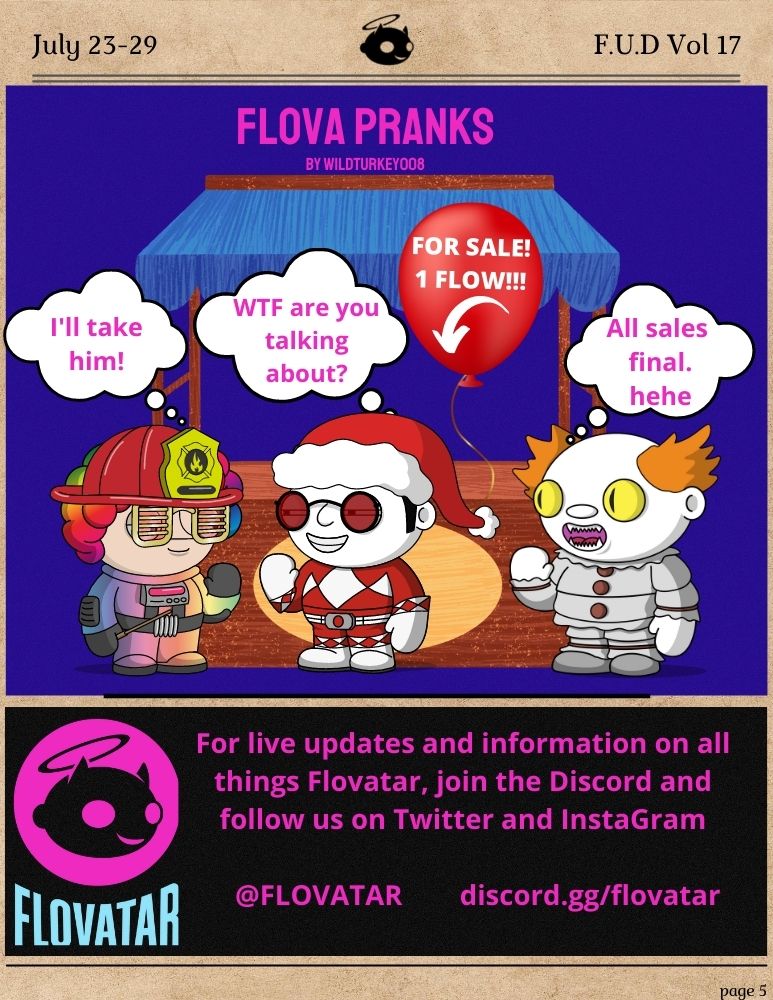 July 23-29
F.U.D Vol 17
FLOVA PRANKS
BY WILDTURKEY008
FOR SALE!
1 FLOW!!!
I'll take
him!
WTF are you
talking
about?
All sales
final.
hehe
For live updates and information on all
things Flovatar, join the Discord and
follow us on Twitter and InstaGram
@FLOVATAR
discord.gg/flovatar
FLOVATAR
page 5